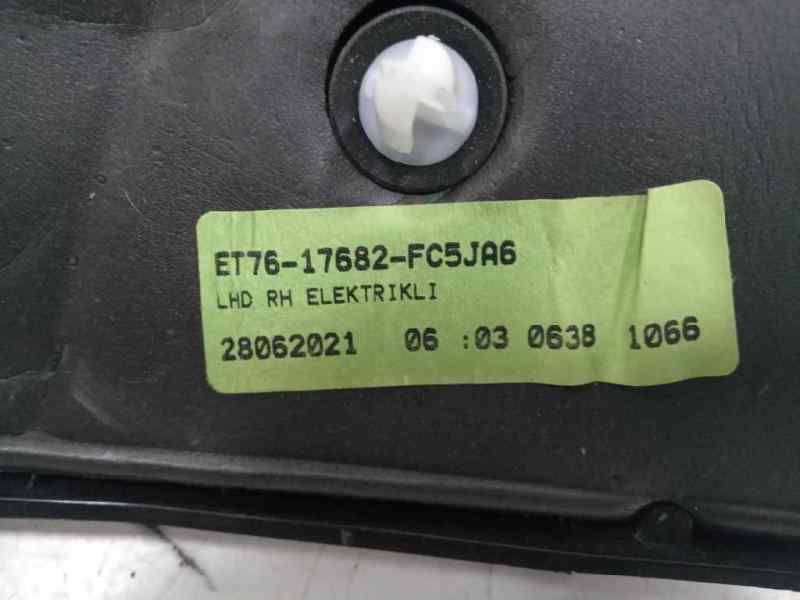 ET76-17682-FC5JA6
LHD RH ELEKTRIKLI
28062021 06 :03 0638 1066